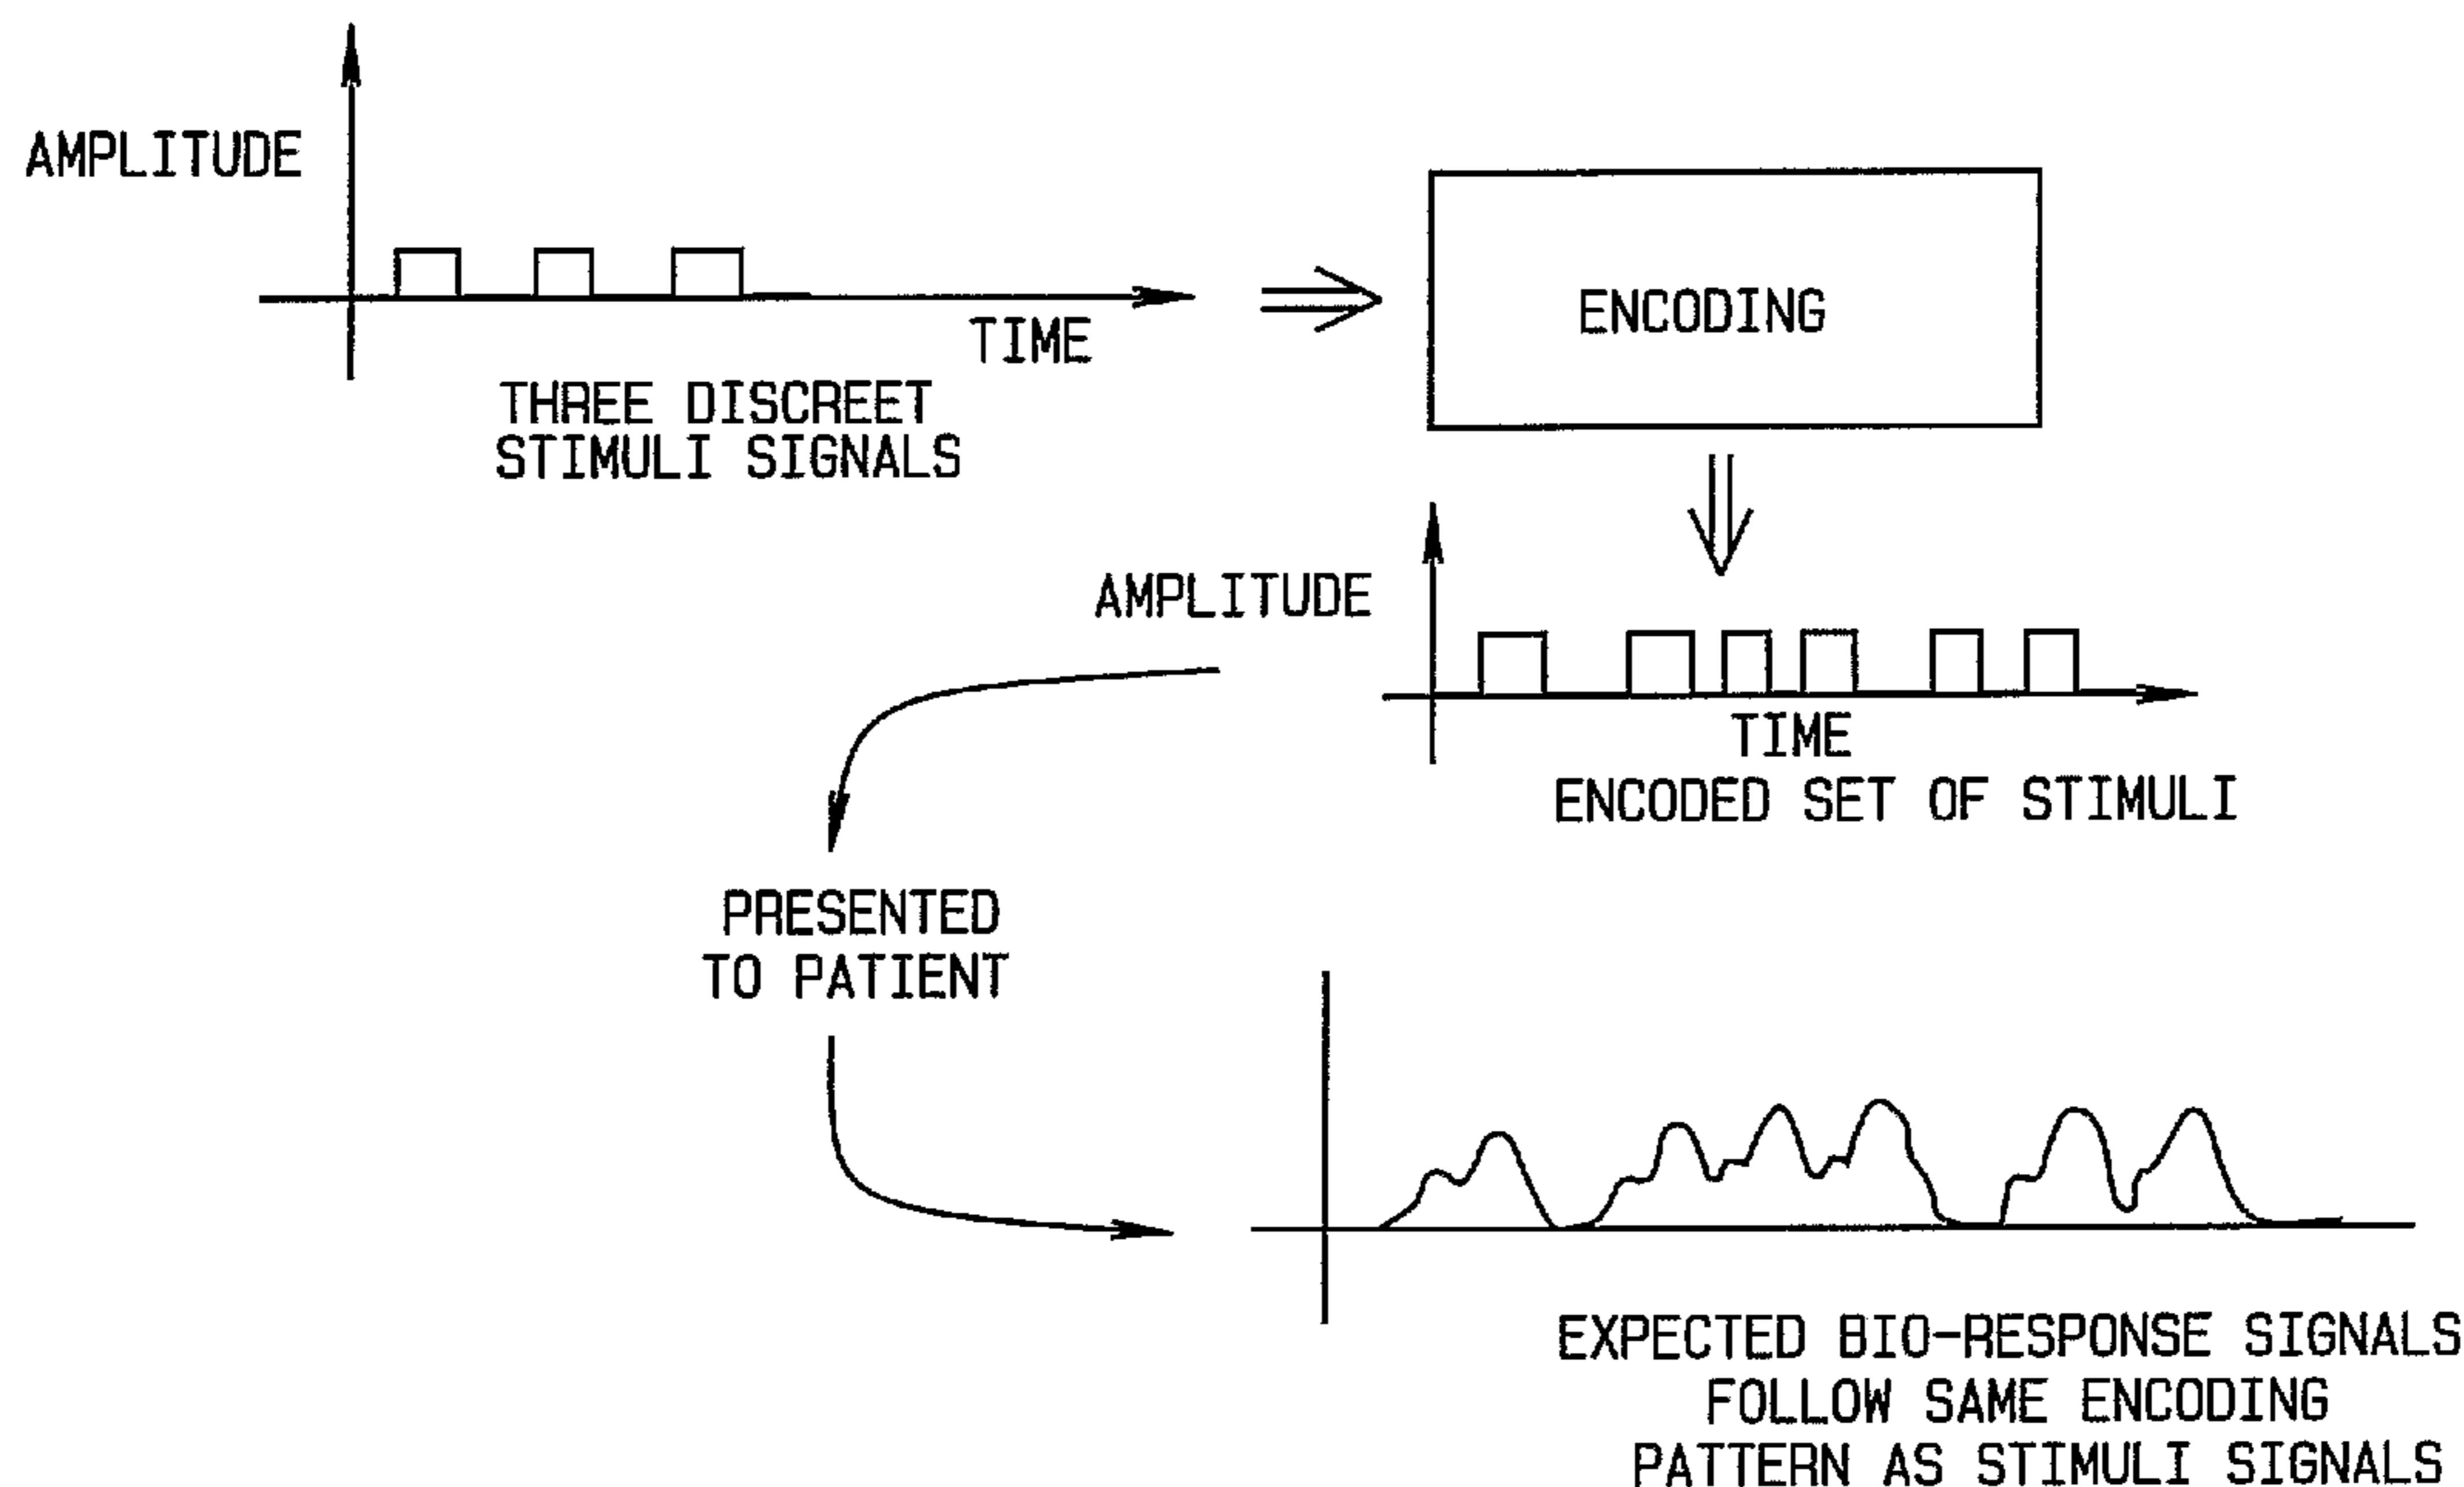 AMPLITUDE
TIME
THREE DISCREET
STIMULI SIGNALS
ENCODING
AMPLITUDE
TIME
ENCODED SET OF STIMULI
PRESENTED
TO PATIENT
EXPECTED BIO-RESPONSE SIGNALS
FOLLOW SAME ENCODING
PATTERN AS STIMULI SIGNALS